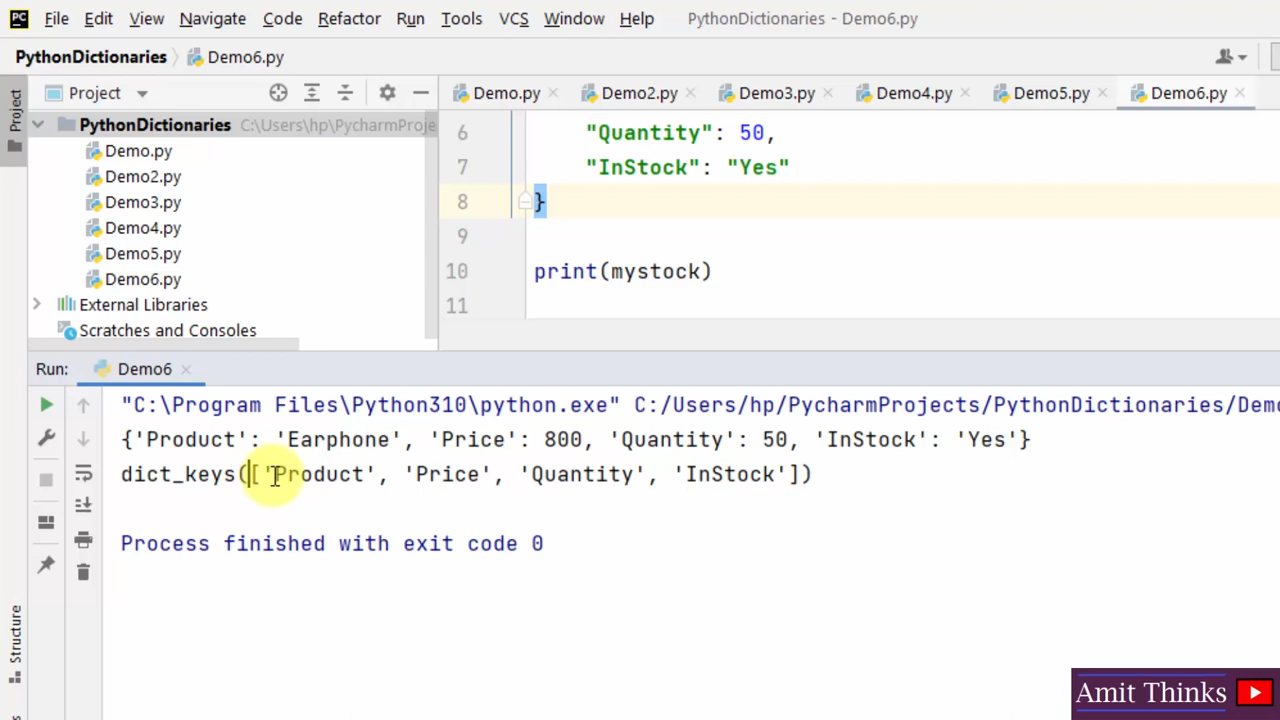 PC File Edit View Navigate Code Refactor Run Tools VCS Window Help PythonDictionaries - Demo6.py
PythonDictionaries Demo6.py
Project
Project
Demo.py Demo2.py Demo3.py Demo4.py Demo5.py Demo6.py
PythonDictionaries C:\Users\hp\PycharmProje
Demo.py
Demo2.py
Demo3.py
Demo4.py
Demo5.py
Demo6.py
External Libraries
Scratches and Consoles
6 "Quantity": 50,
7 "InStock": "Yes"
8 }
9
10 print(mystock)
11
Run: Demo6
"C:\Program Files\Python310\python.exe" C:/Users/hp/PycharmProjects/PythonDictionaries/Demo
{'Product': 'Earphone', 'Price': 800, 'Quantity': 50, 'InStock': 'Yes'}
dict_keys(['Product', 'Price', 'Quantity', 'InStock'])
Process finished with exit code 0
Structure
Amit Thinks